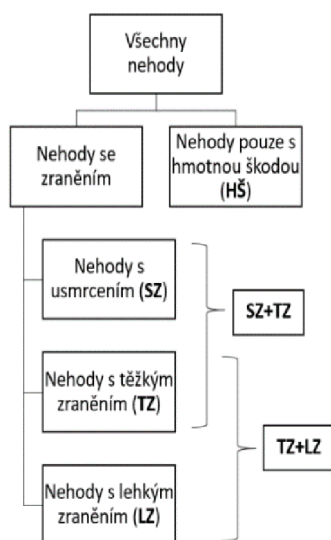 Všechny
nehody
Nehody se
zraněním
Nehody pouze s
hmotnou škodou
(HŠ)
Nehody s
usmrcením (SZ)
SZ+TZ
Nehody s těžkým
zraněním (TZ)
TZ+LZ
Nehody s lehkým
zraněním (LZ)